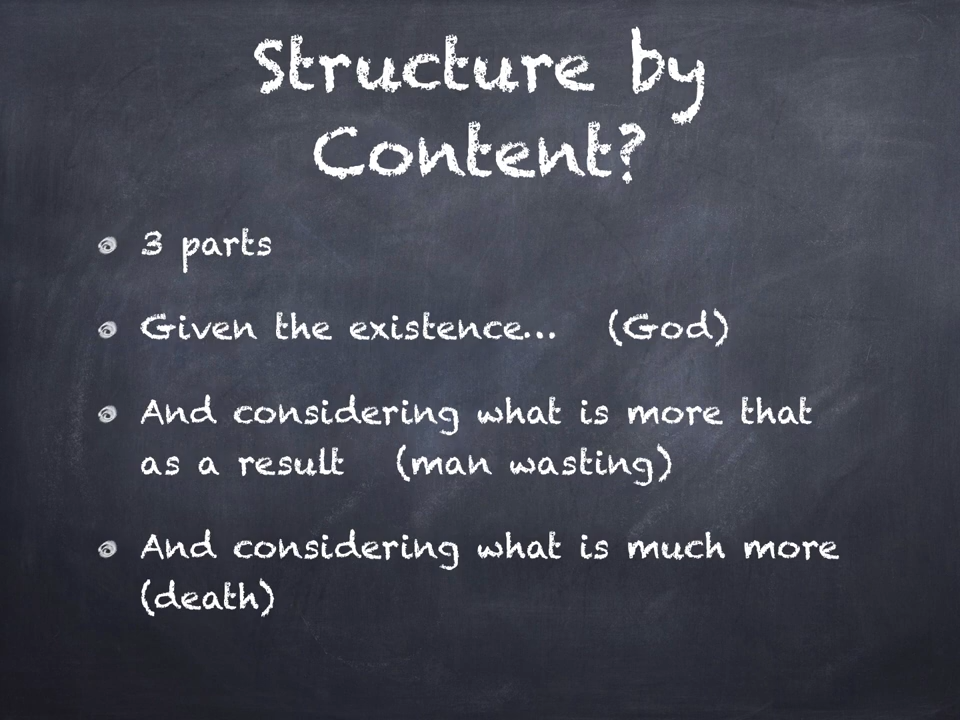 Structure by
Content?
3 parts
Given the existence... (God)
And considering what is more that
as a result (man wasting)
And considering what is much more
(death)